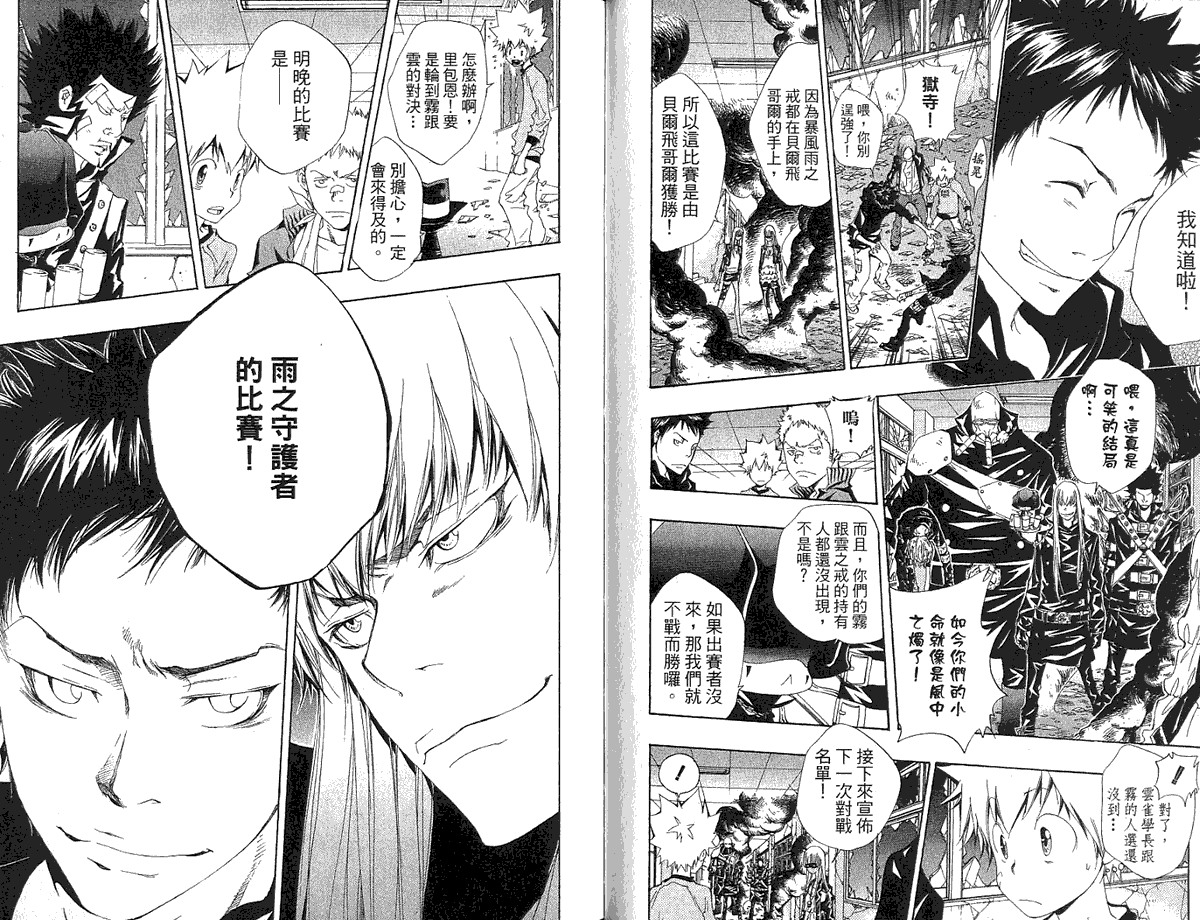 我知道啦！
獄寺！
喂，你別
逞強了！
搖晃
因為暴風雨之
戒都在貝爾飛
哥爾的手上，
所以這比賽是由
貝爾飛哥爾獲勝！
喂，這真是
可笑的結局
啊…
如今你們的小
命就像是風中
之燭了！
嗚！
而且，你們的霧
跟雲之戒的持有
人都還沒出現，
不是嗎？
如果出賽者沒
來，那我們就
不戰而勝囉。
！
對了，
雲雀學長跟
霧的人選還
沒到…
接下來宣佈
下一次對戰
名單！
！
怎麼辦啊，
里包恩！要
是輪到霧跟
雲的對決…
別擔心，一定
會來得及的。
明晚的比賽
是——
雨之守護者
的比賽！